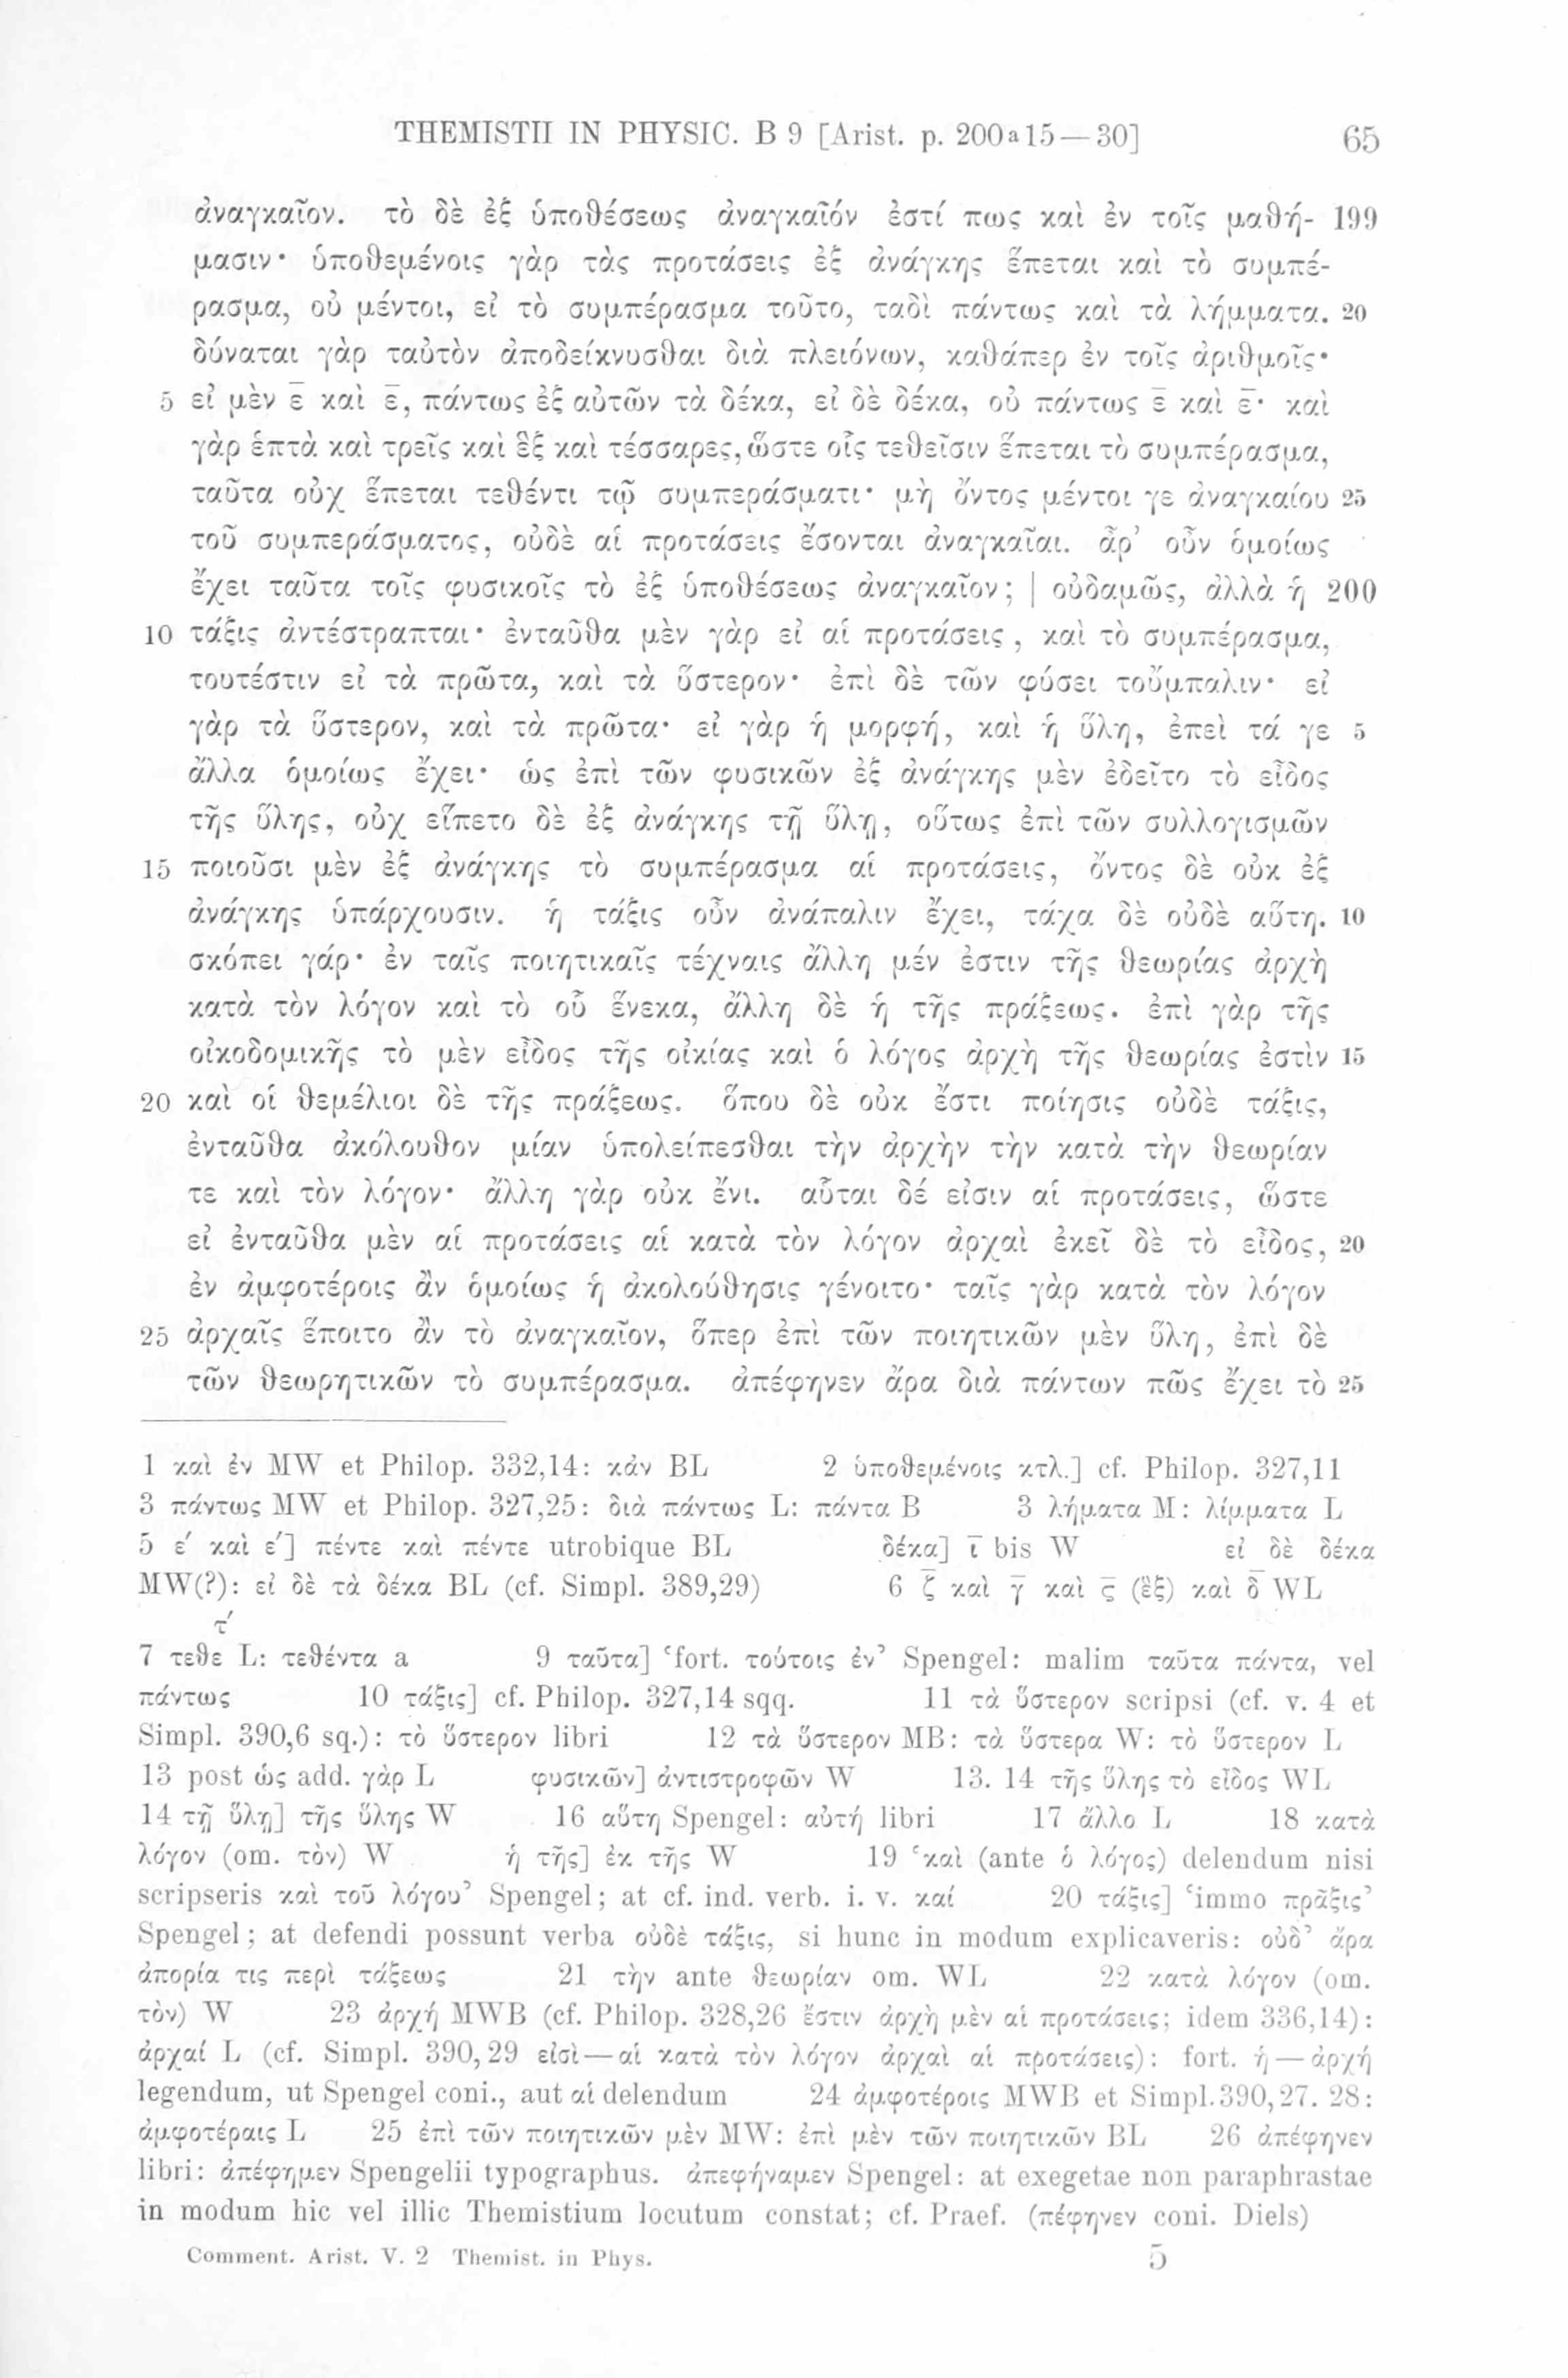 THEMISTII IN PHYSIC. B 9 [Arist. p. 200a15—30] 65
ἀναγκαῖον. τὸ δὲ ἐξ ὑποθέσεως ἀναγκαῖόν ἐστί πως καὶ ἐν τοῖς μαθή- 199
μασιν· ὑποθεμένοις γὰρ τὰς προτάσεις ἐξ ἀνάγκης ἕπεται καὶ τὸ συμπέ-
ρασμα, οὐ μέντοι, εἰ τὸ συμπέρασμα τοῦτο, ταδὶ πάντως καὶ τὰ λήμματα. 20
δύναται γὰρ ταὐτὸν ἀποδείκνυσθαι διὰ πλειόνων, καθάπερ ἐν τοῖς ἀριθμοῖς·
5 εἰ μὲν ε̅ καὶ ε̅, πάντως ἐξ αὐτῶν τὰ δέκα, εἰ δὲ δέκα, οὐ πάντως ε̅ καὶ ε̅· καὶ
γὰρ ἑπτὰ καὶ τρεῖς καὶ ἓξ καὶ τέσσαρες, ὥστε οἷς τεθεῖσιν ἕπεται τὸ συμπέρασμα,
ταῦτα οὐχ ἕπεται τεθέντι τῷ συμπεράσματι· μὴ ὄντος μέντοι γε ἀναγκαίου 25
τοῦ συμπεράσματος, οὐδὲ αἱ προτάσεις ἔσονται ἀναγκαῖαι. ἆρ’ οὖν ὁμοίως
ἔχει ταῦτα τοῖς φυσικοῖς τὸ ἐξ ὑποθέσεως ἀναγκαῖον; | οὐδαμῶς, ἀλλὰ ἡ 200
10 τάξις ἀντέστραπται· ἐνταῦθα μὲν γὰρ εἰ αἱ προτάσεις, καὶ τὸ συμπέρασμα,
τουτέστιν εἰ τὰ πρῶτα, καὶ τὰ ὕστερον· ἐπὶ δὲ τῶν φύσει τοὔμπαλιν· εἰ
γὰρ τὰ ὕστερον, καὶ τὰ πρῶτα· εἰ γὰρ ἡ μορφή, καὶ ἡ ὕλη, ἐπεὶ τά γε 5
ἄλλα ὁμοίως ἔχει· ὡς ἐπὶ τῶν φυσικῶν ἐξ ἀνάγκης μὲν ἐδεῖτο τὸ εἶδος
τῆς ὕλης, οὐχ εἵπετο δὲ ἐξ ἀνάγκης τῇ ὕλῃ, οὕτως ἐπὶ τῶν συλλογισμῶν
15 ποιοῦσι μὲν ἐξ ἀνάγκης τὸ συμπέρασμα αἱ προτάσεις, ὄντος δὲ οὐκ ἐξ
ἀνάγκης ὑπάρχουσιν. ἡ τάξις οὖν ἀνάπαλιν ἔχει, τάχα δὲ οὐδὲ αὕτη. 10
σκόπει γάρ· ἐν ταῖς ποιητικαῖς τέχναις ἄλλη μέν ἐστιν τῆς θεωρίας ἀρχὴ
κατὰ τὸν λόγον καὶ τὸ οὗ ἕνεκα, ἄλλη δὲ ἡ τῆς πράξεως. ἐπὶ γὰρ τῆς
οἰκοδομικῆς τὸ μὲν εἶδος τῆς οἰκίας καὶ ὁ λόγος ἀρχὴ τῆς θεωρίας ἐστὶν 15
20 καὶ οἱ θεμέλιοι δὲ τῆς πράξεως. ὅπου δὲ οὐκ ἔστι ποίησις οὐδὲ τάξις,
ἐνταῦθα ἀκόλουθον μίαν ὑπολείπεσθαι τὴν ἀρχὴν τὴν κατὰ τὴν θεωρίαν
τε καὶ τὸν λόγον· ἄλλη γὰρ οὐκ ἔνι. αὗται δέ εἰσιν αἱ προτάσεις, ὥστε
εἰ ἐνταῦθα μὲν αἱ προτάσεις αἱ κατὰ τὸν λόγον ἀρχαὶ ἐκεῖ δὲ τὸ εἶδος, 20
ἐν ἀμφοτέροις ἂν ὁμοίως ἡ ἀκολούθησις γένοιτο· ταῖς γὰρ κατὰ τὸν λόγον
25 ἀρχαῖς ἕποιτο ἂν τὸ ἀναγκαῖον, ὅπερ ἐπὶ τῶν ποιητικῶν μὲν ὕλη, ἐπὶ δὲ
τῶν θεωρητικῶν τὸ συμπέρασμα. ἀπέφηνεν ἄρα διὰ πάντων πῶς ἔχει τὸ 25
1 καὶ ἐν MW et Philop. 332,14: κἀν BL 2 ὑποθεμένοις κτλ.] cf. Philop. 327,11
3 πάντως MW et Philop. 327,25: διὰ πάντως L: πάντα B 3 λήματα M: λίμματα L
5 ε΄ καὶ ε΄] πέντε καὶ πέντε utrobique BL δέκα] ι̅ bis W εἰ δὲ δέκα
MW(?): εἰ δὲ τὰ δέκα BL (cf. Simpl. 389,29) 6 ζ̅ καὶ γ̅ καὶ ϛ̅ (ἓξ) καὶ δ̅ WL
τ΄
7 τεθε L: τεθέντα a 9 ταῦτα] ‘fort. τούτοις ἐν’ Spengel: malim ταῦτα πάντα, vel
πάντως 10 τάξις] cf. Philop. 327,14 sqq. 11 τὰ ὕστερον scripsi (cf. v. 4 et
Simpl. 390,6 sq.): τὸ ὕστερον libri 12 τὰ ὕστερον MB: τὰ ὕστερα W: τὸ ὕστερον L
13 post ὡς add. γὰρ L φυσικῶν] ἀντιστροφῶν W 13. 14 τῆς ὕλης τὸ εἶδος WL
14 τῇ ὕλῃ] τῆς ὕλης W 16 αὕτη Spengel: αὐτή libri 17 ἄλλο L 18 κατὰ
λόγον (om. τὸν) W ἡ τῆς] ἐκ τῆς W 19 ‘καὶ (ante ὁ λόγος) delendum nisi
scripseris καὶ τοῦ λόγου’ Spengel; at cf. ind. verb. i. v. καί 20 τάξις] ‘immo πρᾶξις’
Spengel; at defendi possunt verba οὐδὲ τάξις, si hunc in modum explicaveris: οὐδ’ ἄρα
ἀπορία τις περὶ τάξεως 21 τὴν ante θεωρίαν om. WL 22 κατὰ λόγον (om.
τὸν) W 23 ἀρχή MWB (cf. Philop. 328,26 ἔστιν ἀρχὴ μὲν αἱ προτάσεις; idem 336,14):
ἀρχαί L (cf. Simpl. 390,29 εἰσὶ—αἱ κατὰ τὸν λόγον ἀρχαὶ αἱ προτάσεις): fort. ἡ—ἀρχή
legendum, ut Spengel coni., aut αἱ delendum 24 ἀμφοτέροις MWB et Simpl. 390,27. 28:
ἀμφοτέραις L 25 ἐπὶ τῶν ποιητικῶν μὲν MW: ἐπὶ μὲν τῶν ποιητικῶν BL 26 ἀπέφηνεν
libri: ἀπέφημεν Spengelii typographus. ἀπεφήναμεν Spengel: at exegetae non paraphrastae
in modum hic vel illic Themistium locutum constat; cf. Praef. (πέφηνεν coni. Diels)
Comment. Arist. V. 2 Themist. in Phys. 5